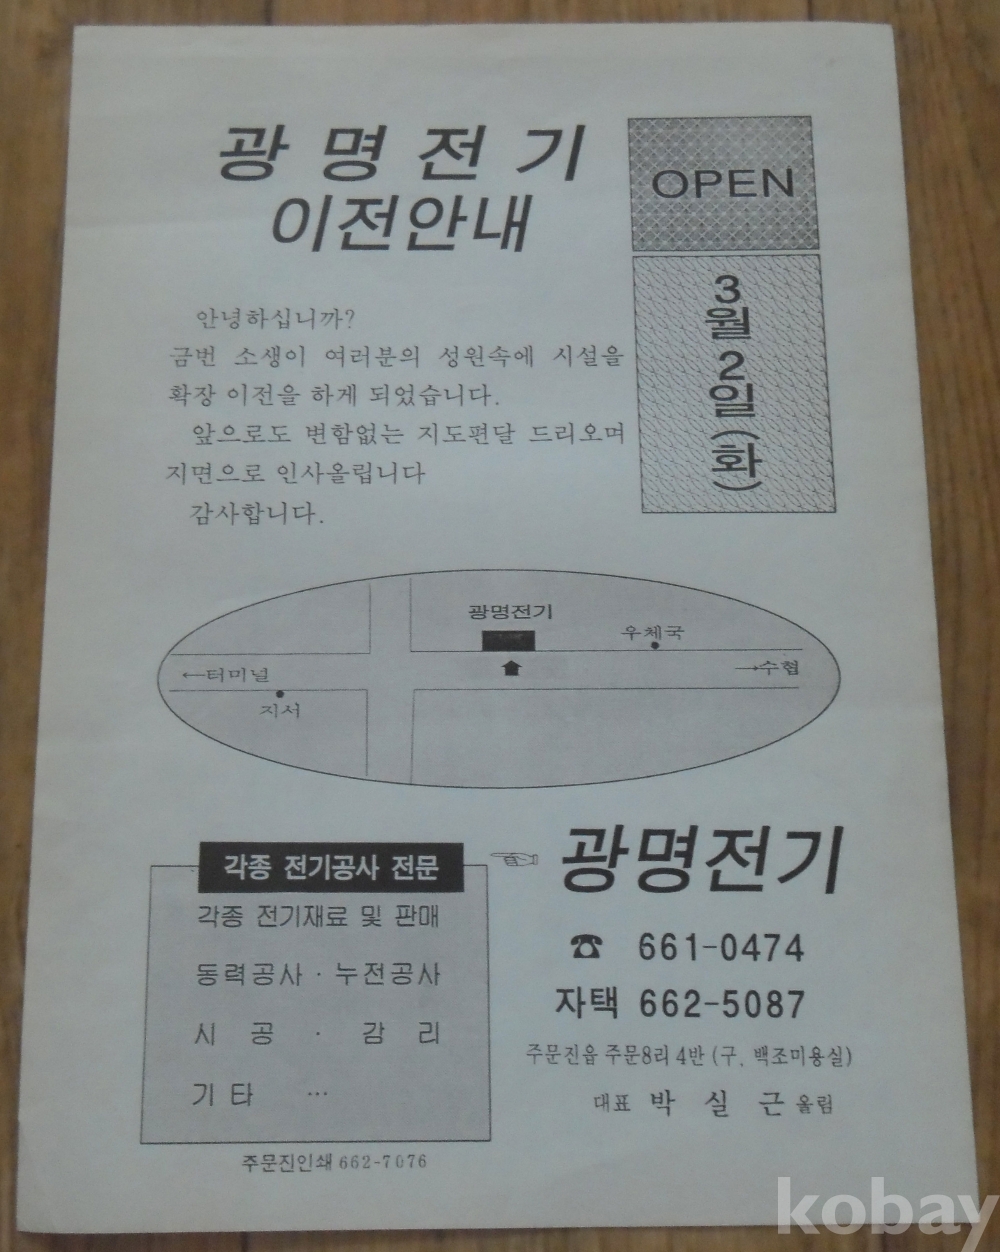 광명전기
이전안내
OPEN
3월 2일(화)
안녕하십니까?
금번 소생이 여러분의 성원속에 시설을
확장 이전을 하게 되었습니다.
앞으로도 변함없는 지도편달 드리오며
지면으로 인사올립니다
감사합니다.
광명전기
우체국
←터미널
→수협
지서
각종 전기공사 전문
각종 전기재료 및 판매
동력공사 · 누전공사
시 공 · 감 리
기 타 …
주문진인쇄 662-7076
☞ 광명전기
☎ 661-0474
자택 662-5087
주문진읍 주문8리 4반 (구. 백조미용실)
대표 박 실 근 올림
kobay